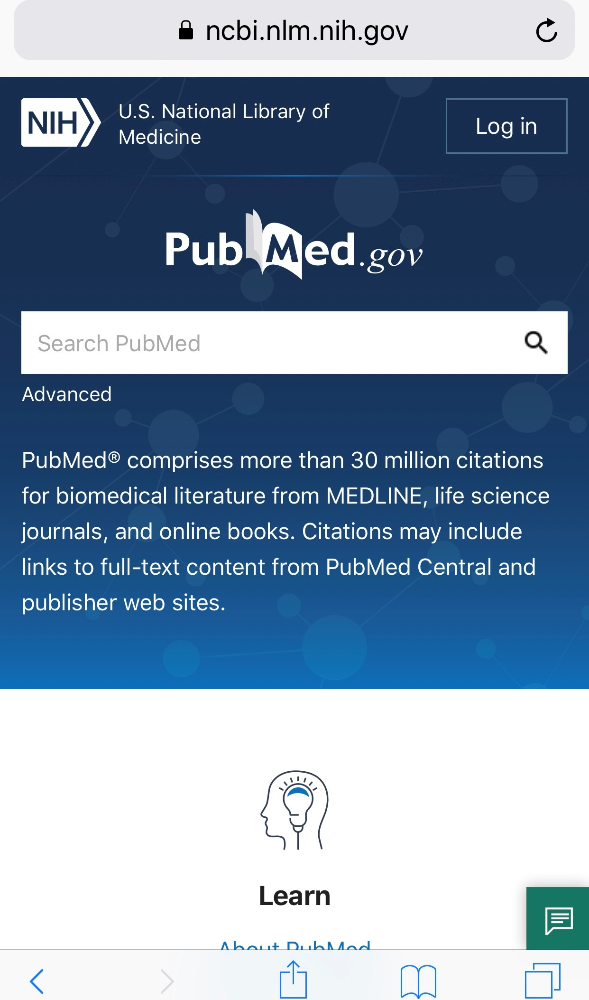 ncbi.nlm.nih.gov
NIH
U.S. National Library of
Medicine
Log in
PubMed.gov
Search PubMed
Advanced
PubMed® comprises more than 30 million citations
for biomedical literature from MEDLINE, life science
journals, and online books. Citations may include
links to full-text content from PubMed Central and
publisher web sites.
Learn
About PubMed